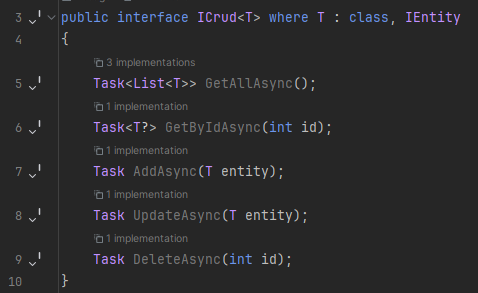 3 public interface ICrud<T> where T : class, IEntity
4 {
3 implementations
5 Task<List<T>> GetAllAsync();
1 implementation
6 Task<T?> GetByIdAsync(int id);
1 implementation
7 Task AddAsync(T entity);
1 implementation
8 Task UpdateAsync(T entity);
1 implementation
9 Task DeleteAsync(int id);
10 }